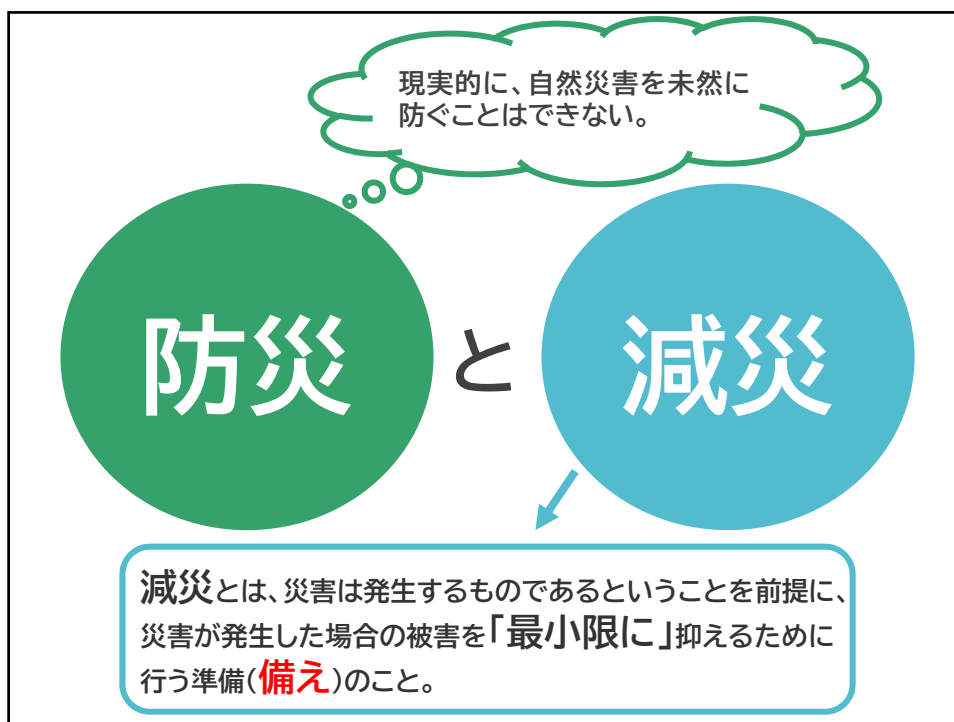 現実的に、自然災害を未然に
防ぐことはできない。
防災と減災
減災とは、災害は発生するものであるということを前提に、
災害が発生した場合の被害を「最小限に」抑えるために
行う準備(備え)のこと。